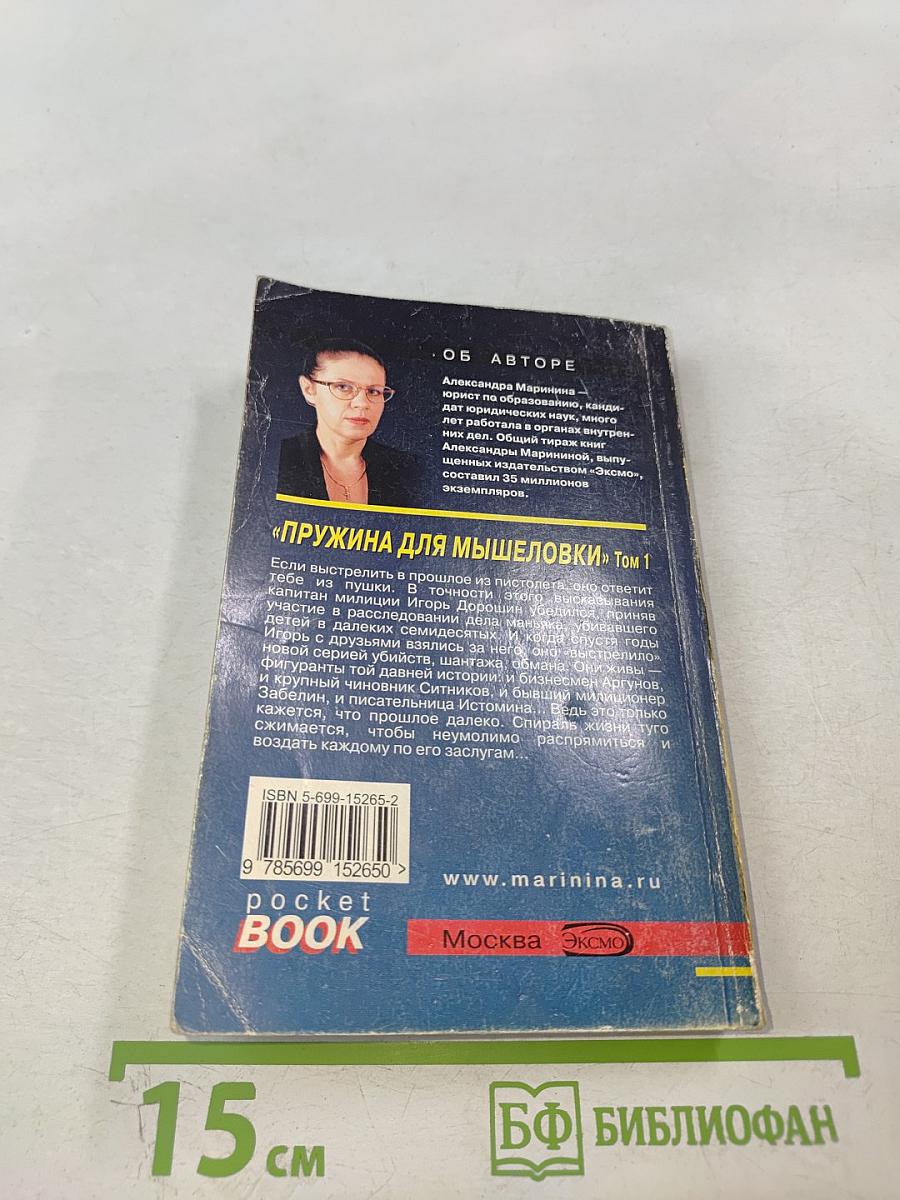 ОБ АВТОРЕ
Александра Маринина —
юрист по образованию, канди-
дат юридических наук, много
лет работала в органах внутрен-
них дел. Общий тираж книг
Александры Марининой, выпу-
щенных издательством «Эксмо»,
составил 35 миллионов
экземпляров.
«ПРУЖИНА ДЛЯ МЫШЕЛОВКИ» Том 1
Если выстрелить в прошлое из пистолета, оно ответит
тебе из пушки. В точности этого высказывания
капитан милиции Игорь Дорошин убедился, приняв
участие в расследовании дела маньяка, убивавшего
детей в далеких семидесятых. И когда спустя годы
Игорь с друзьями взялись за него, оно «выстрелило»
новой серией убийств, шантажа, обмана. Они живы —
фигуранты той давней истории: и бизнесмен Аргунов,
и крупный чиновник Ситников, и бывший милиционер
Забелин, и писательница Истомина... Ведь это только
кажется, что прошлое далеко. Спираль жизни туго
сжимается, чтобы неумолимо распрямиться и
воздать каждому по его заслугам...
ISBN 5-699-15265-2
9 785699 152650 >
www.marinina.ru
pocket
BOOK
Москва ЭКСМО
15 см
БФ БИБЛИОФАН